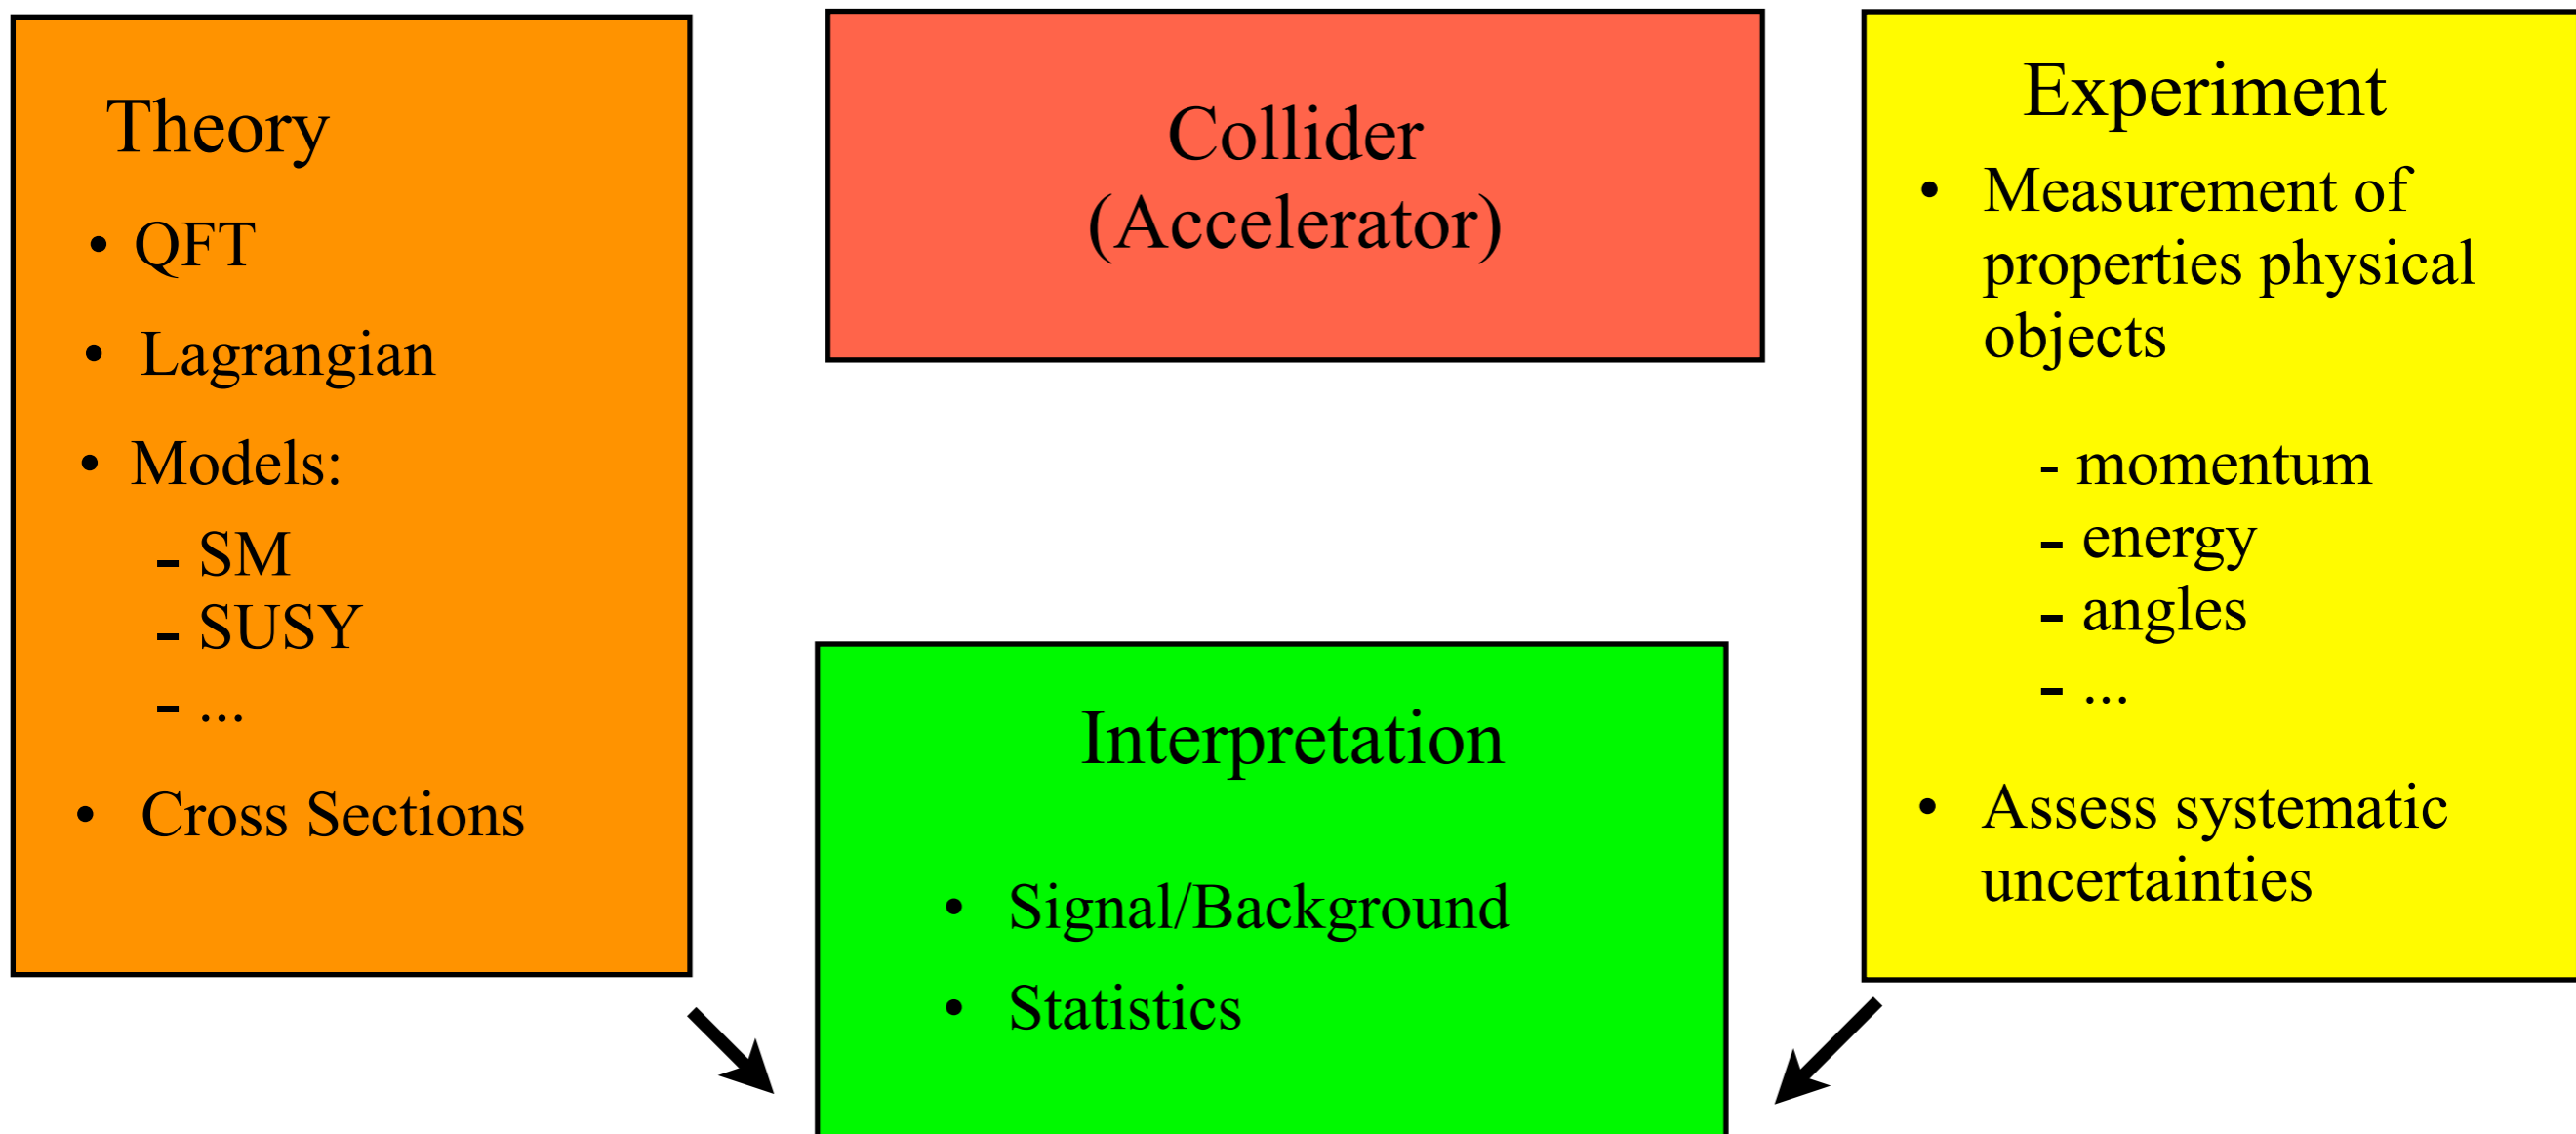 Theory
• QFT
• Lagrangian
• Models:
- SM
- SUSY
- ...
• Cross Sections
Collider
(Accelerator)
Interpretation
• Signal/Background
• Statistics
Experiment
• Measurement of
properties physical
objects
- momentum
- energy
- angles
- ...
• Assess systematic
uncertainties